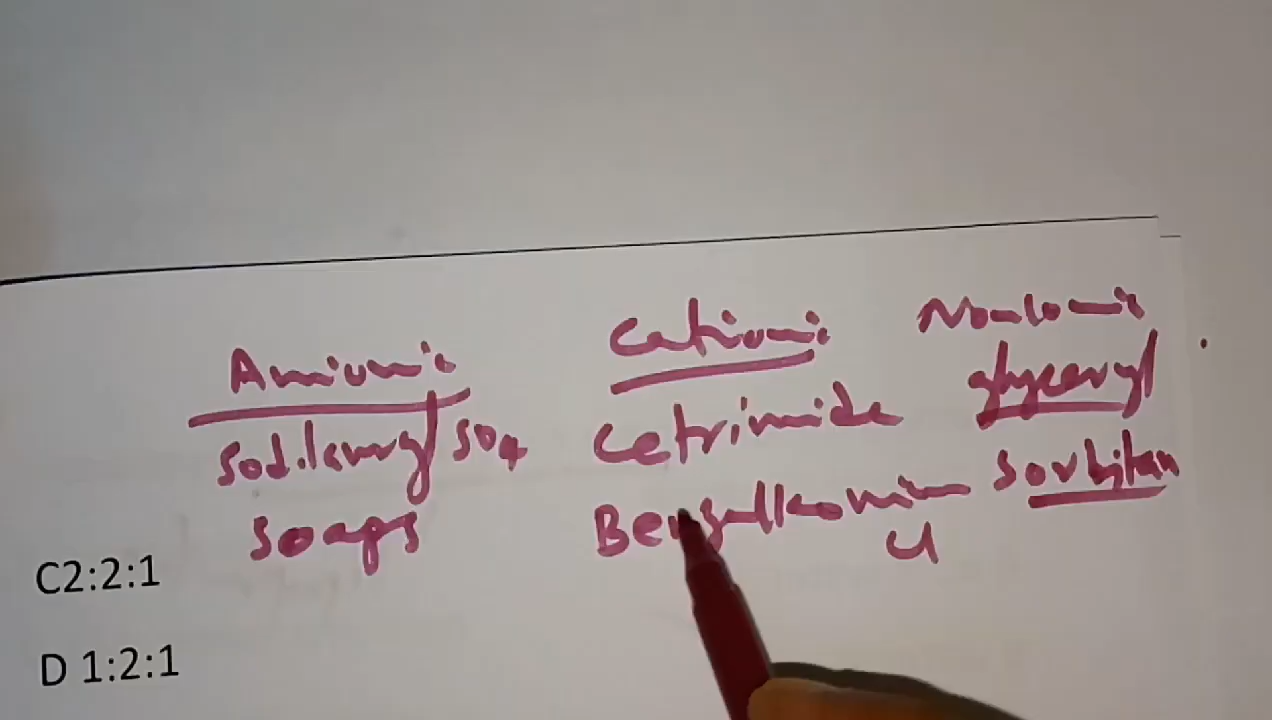 Anionic Cationic Nonionic
Sod.lauryl SO4 Cetrimide glyceryl
Soaps Benzalkonium Sorbitan
Cl
C2:2:1
D 1:2:1